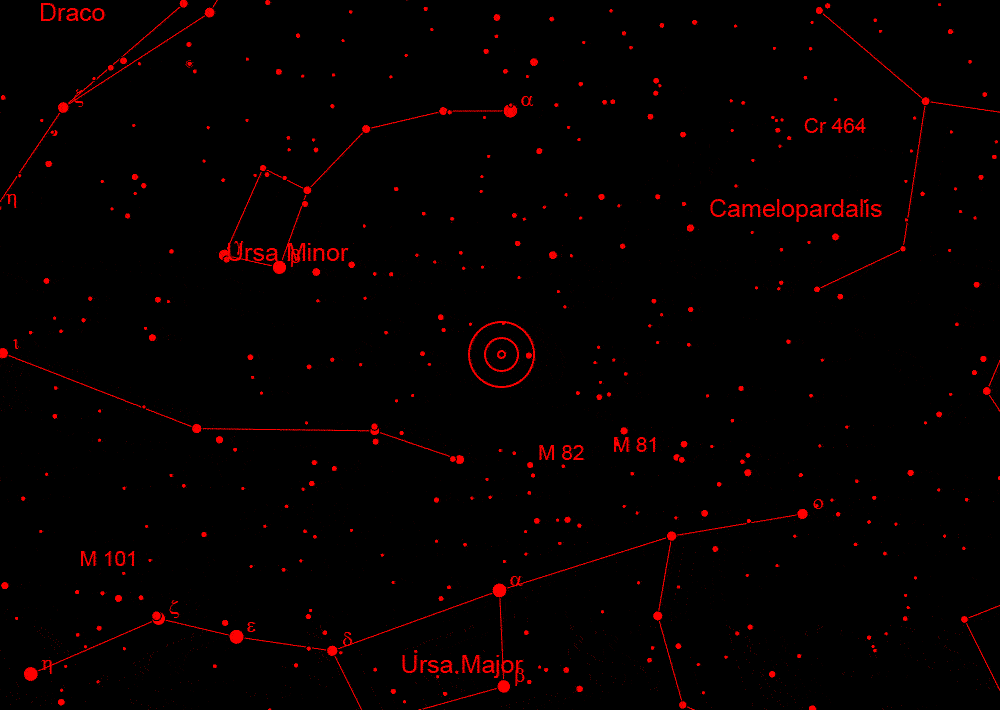 Draco
α
ζ
Cr 464
η
Camelopardalis
γ
Ursa Minor
β
ι
M 81
M 82
ο
M 101
α
ζ
ε
δ
η
Ursa Major
β